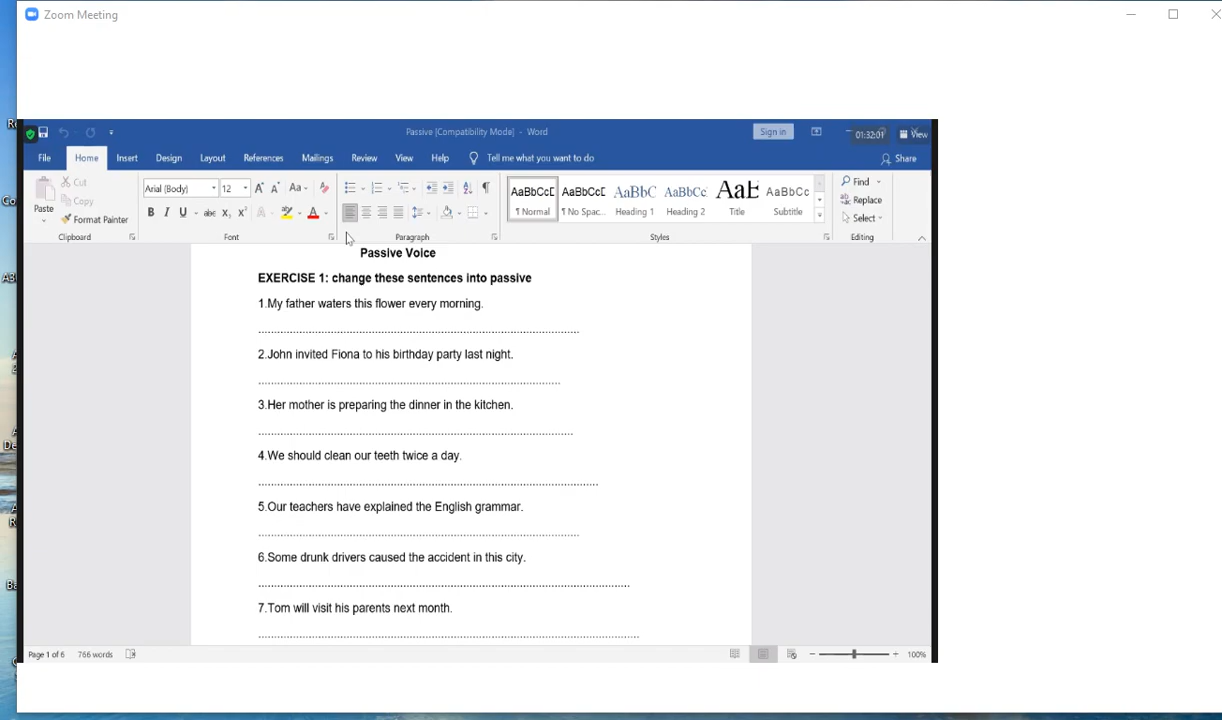 Zoom Meeting
Passive [Compatibility Mode] - Word
Sign in
01:32:01
View
File Home Insert Design Layout References Mailings Review View Help Tell me what you want to do
Share
Paste
Cut
Copy
Format Painter
Clipboard
Arial (Body) 12
Font
Paragraph
AaBbCcD AaBbCcD AaBbC AaBbCc AaB AaBbCc
¶ Normal ¶ No Spac... Heading 1 Heading 2 Title Subtitle
Styles
Find
Replace
Select
Editing
Passive Voice
EXERCISE 1: change these sentences into passive
1.My father waters this flower every morning.
2.John invited Fiona to his birthday party last night.
3.Her mother is preparing the dinner in the kitchen.
4.We should clean our teeth twice a day.
5.Our teachers have explained the English grammar.
6.Some drunk drivers caused the accident in this city.
7.Tom will visit his parents next month.
Page 1 of 6 766 words
100%